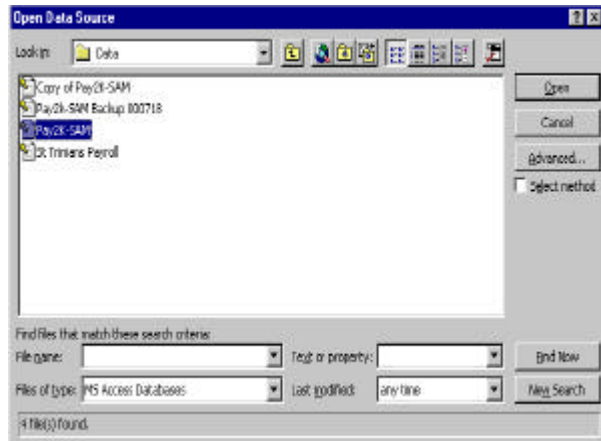 Open Data Source
Look in: Data
Copy of Pay2K-SAM
Pay2k-SAM Backup 000718
Pay2K-SAM
St Trinians Payroll
Open
Cancel
Advanced...
Select method
Find files that match these search criteria:
File name: Text or property: Find Now
Files of type: MS Access Databases Last modified: any time New Search
4 file(s) found.